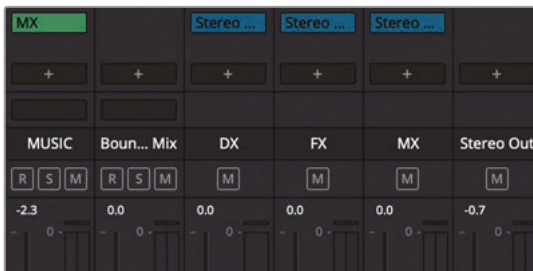 MX Stereo ... Stereo ... Stereo ...
+ + + + + +
MUSIC Boun... Mix DX FX MX Stereo Out
R S M R S M M M M M
-2.3 0.0 0.0 0.0 0.0 -0.7
0 0 0 0 0 0